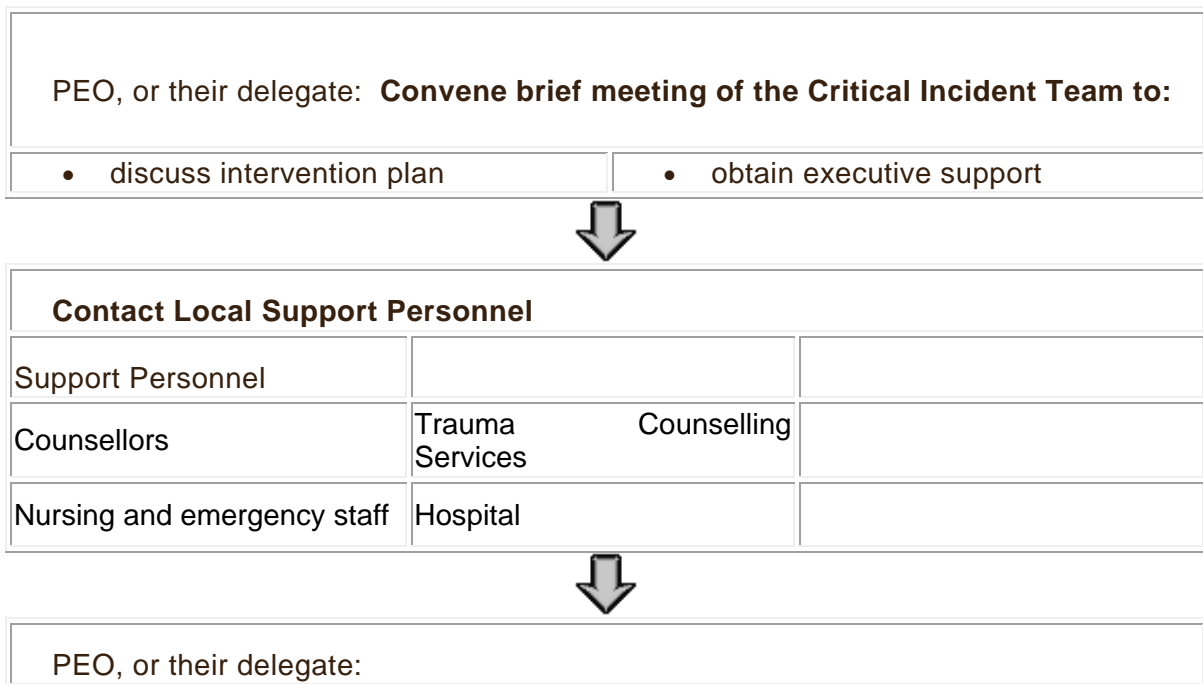 PEO, or their delegate: Convene brief meeting of the Critical Incident Team to:
• discuss intervention plan
• obtain executive support
Contact Local Support Personnel
Support Personnel
Counsellors
Trauma Counselling
Services
Nursing and emergency staff
Hospital
PEO, or their delegate: